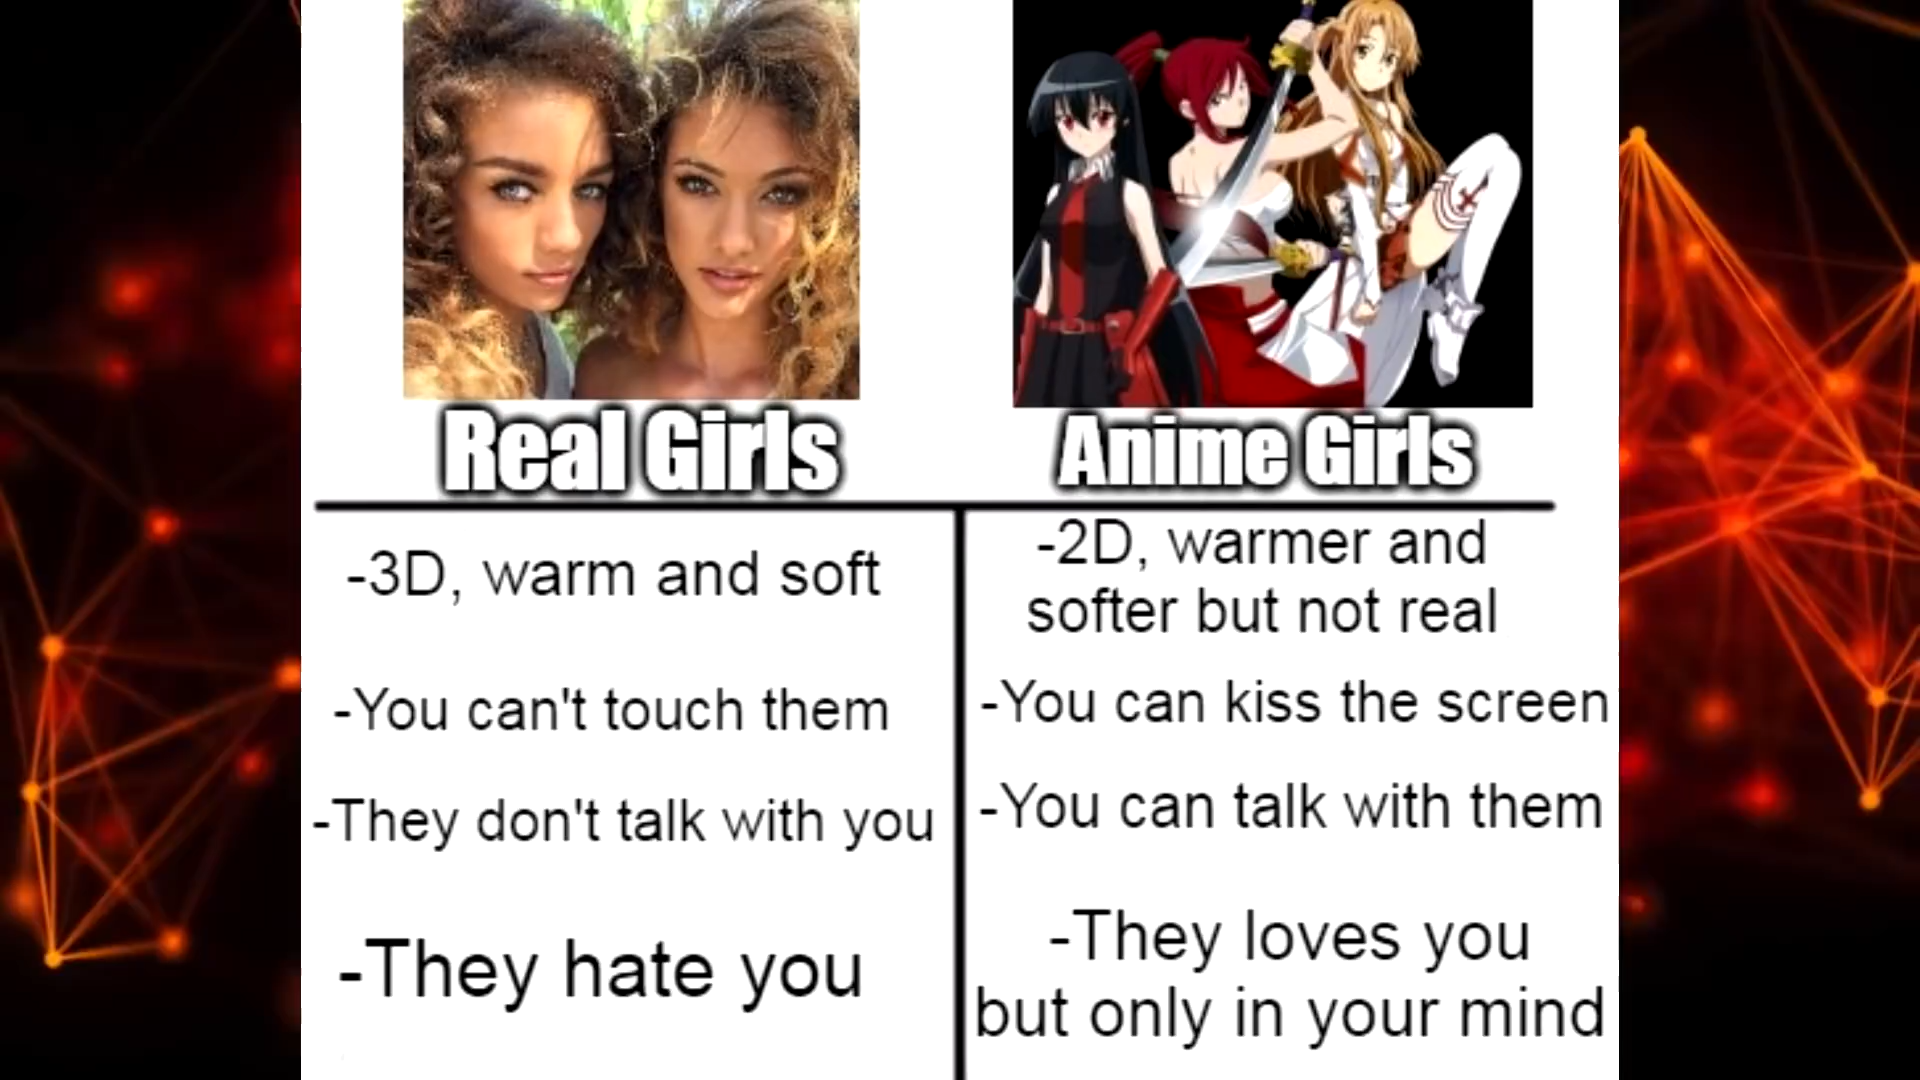 Real Girls
Anime Girls
-3D, warm and soft
-You can't touch them
-They don't talk with you
-They hate you
-2D, warmer and
softer but not real
-You can kiss the screen
-You can talk with them
-They loves you
but only in your mind